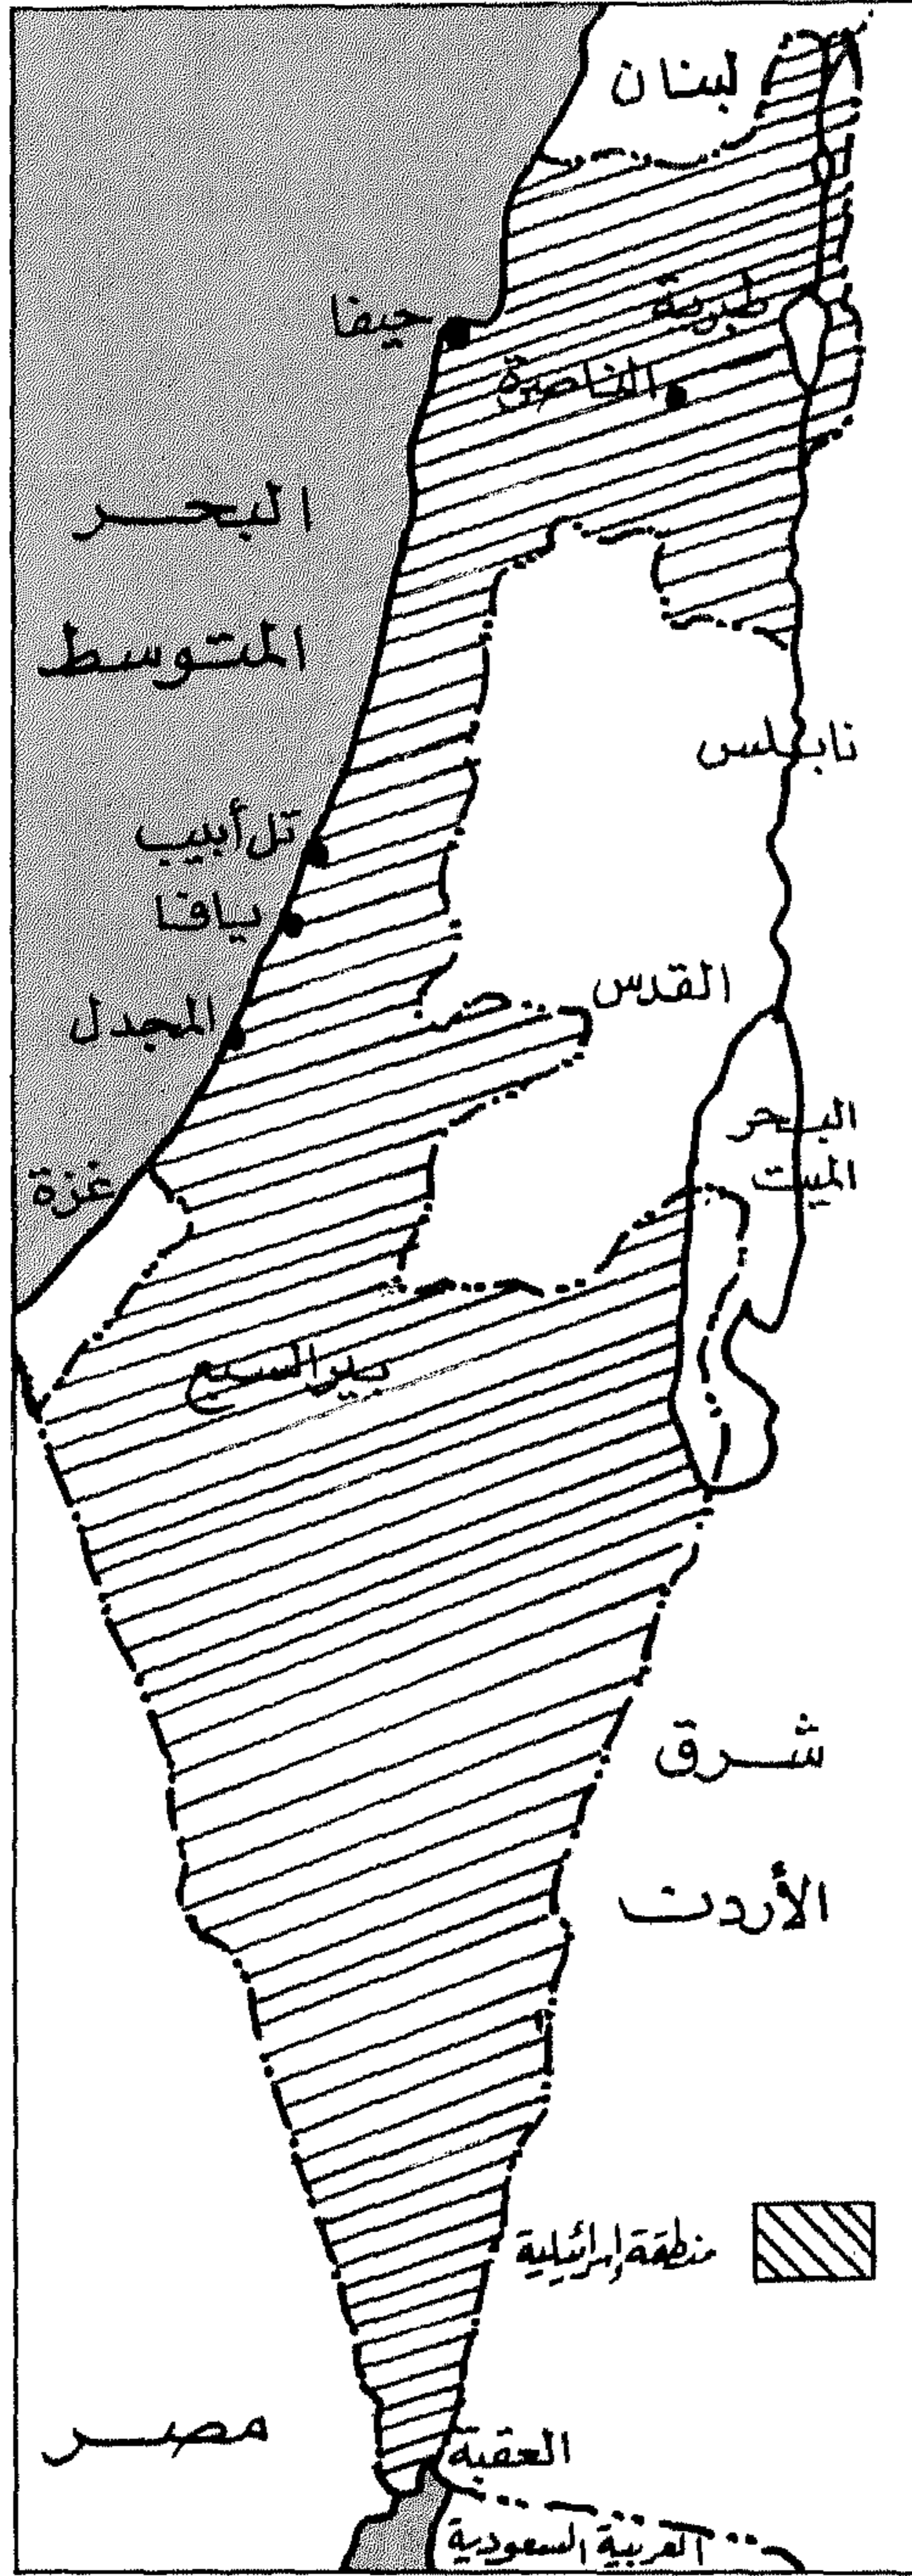 لبنان
حيفا
طبرية
الناصرة
البحر
المتوسط
نابلس
تل أبيب
يافا
القدس
المجدل
البحر
الميت
غزة
بير السبع
شرق
الأردن
منطقة إسرائيلية
مصر
العقبة
العربية السعودية